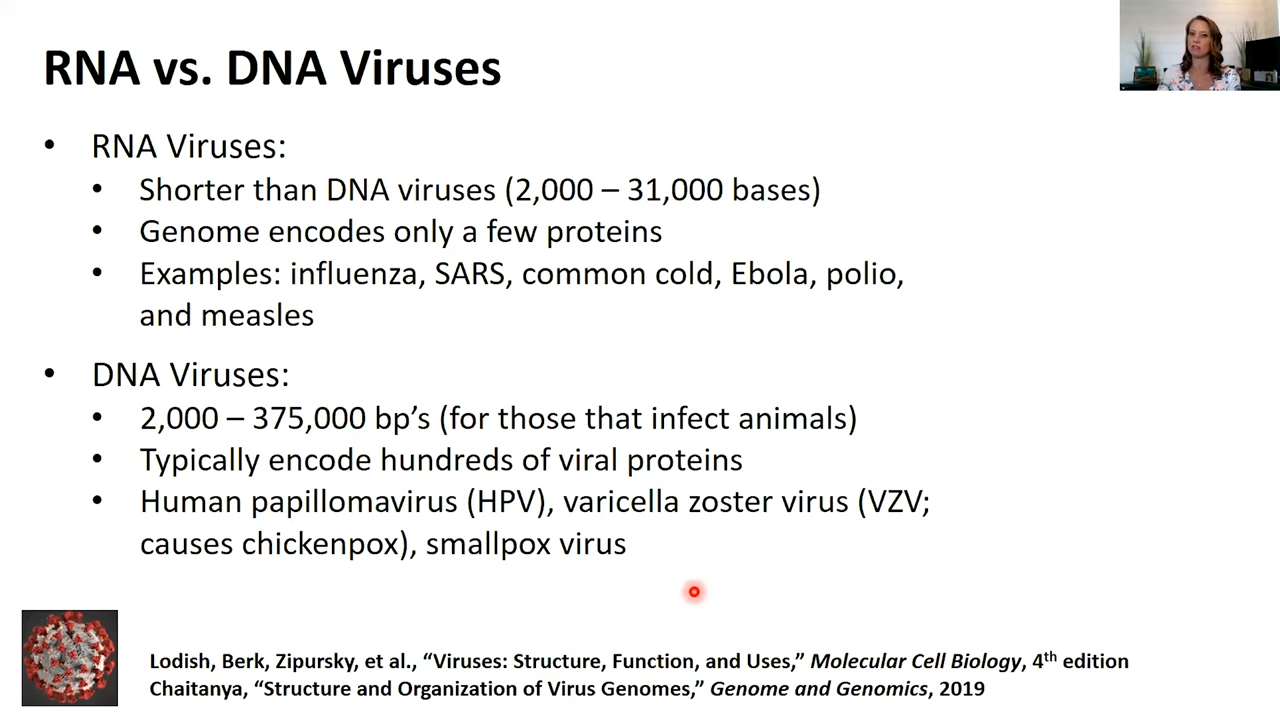 RNA vs. DNA Viruses
• RNA Viruses:
• Shorter than DNA viruses (2,000 – 31,000 bases)
• Genome encodes only a few proteins
• Examples: influenza, SARS, common cold, Ebola, polio,
and measles
• DNA Viruses:
• 2,000 – 375,000 bp’s (for those that infect animals)
• Typically encode hundreds of viral proteins
• Human papillomavirus (HPV), varicella zoster virus (VZV;
causes chickenpox), smallpox virus
Lodish, Berk, Zipursky, et al., “Viruses: Structure, Function, and Uses,” Molecular Cell Biology, 4th edition
Chaitanya, “Structure and Organization of Virus Genomes,” Genome and Genomics, 2019